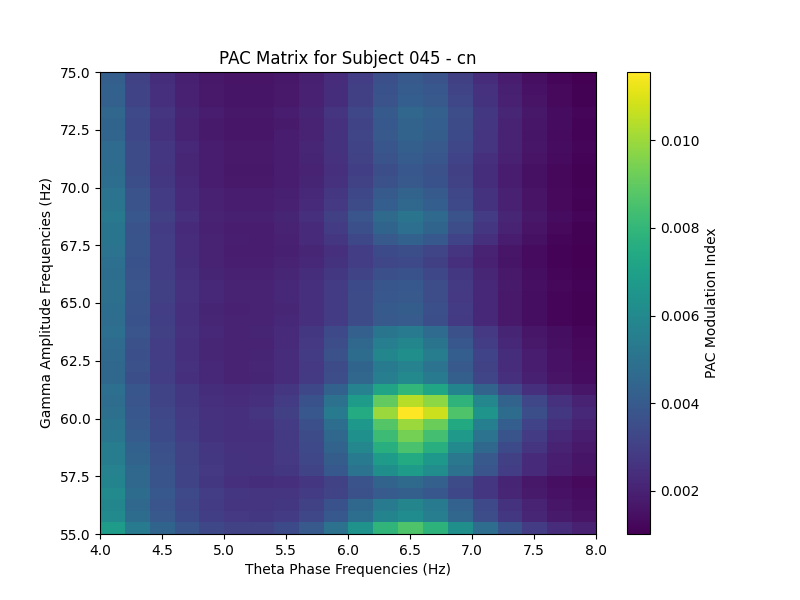 PAC Matrix for Subject 045 - cn
75.0
72.5
70.0
67.5
65.0
62.5
60.0
57.5
55.0
Gamma Amplitude Frequencies (Hz)
4.0 4.5 5.0 5.5 6.0 6.5 7.0 7.5 8.0
Theta Phase Frequencies (Hz)
0.010
0.008
0.006
0.004
0.002
PAC Modulation Index